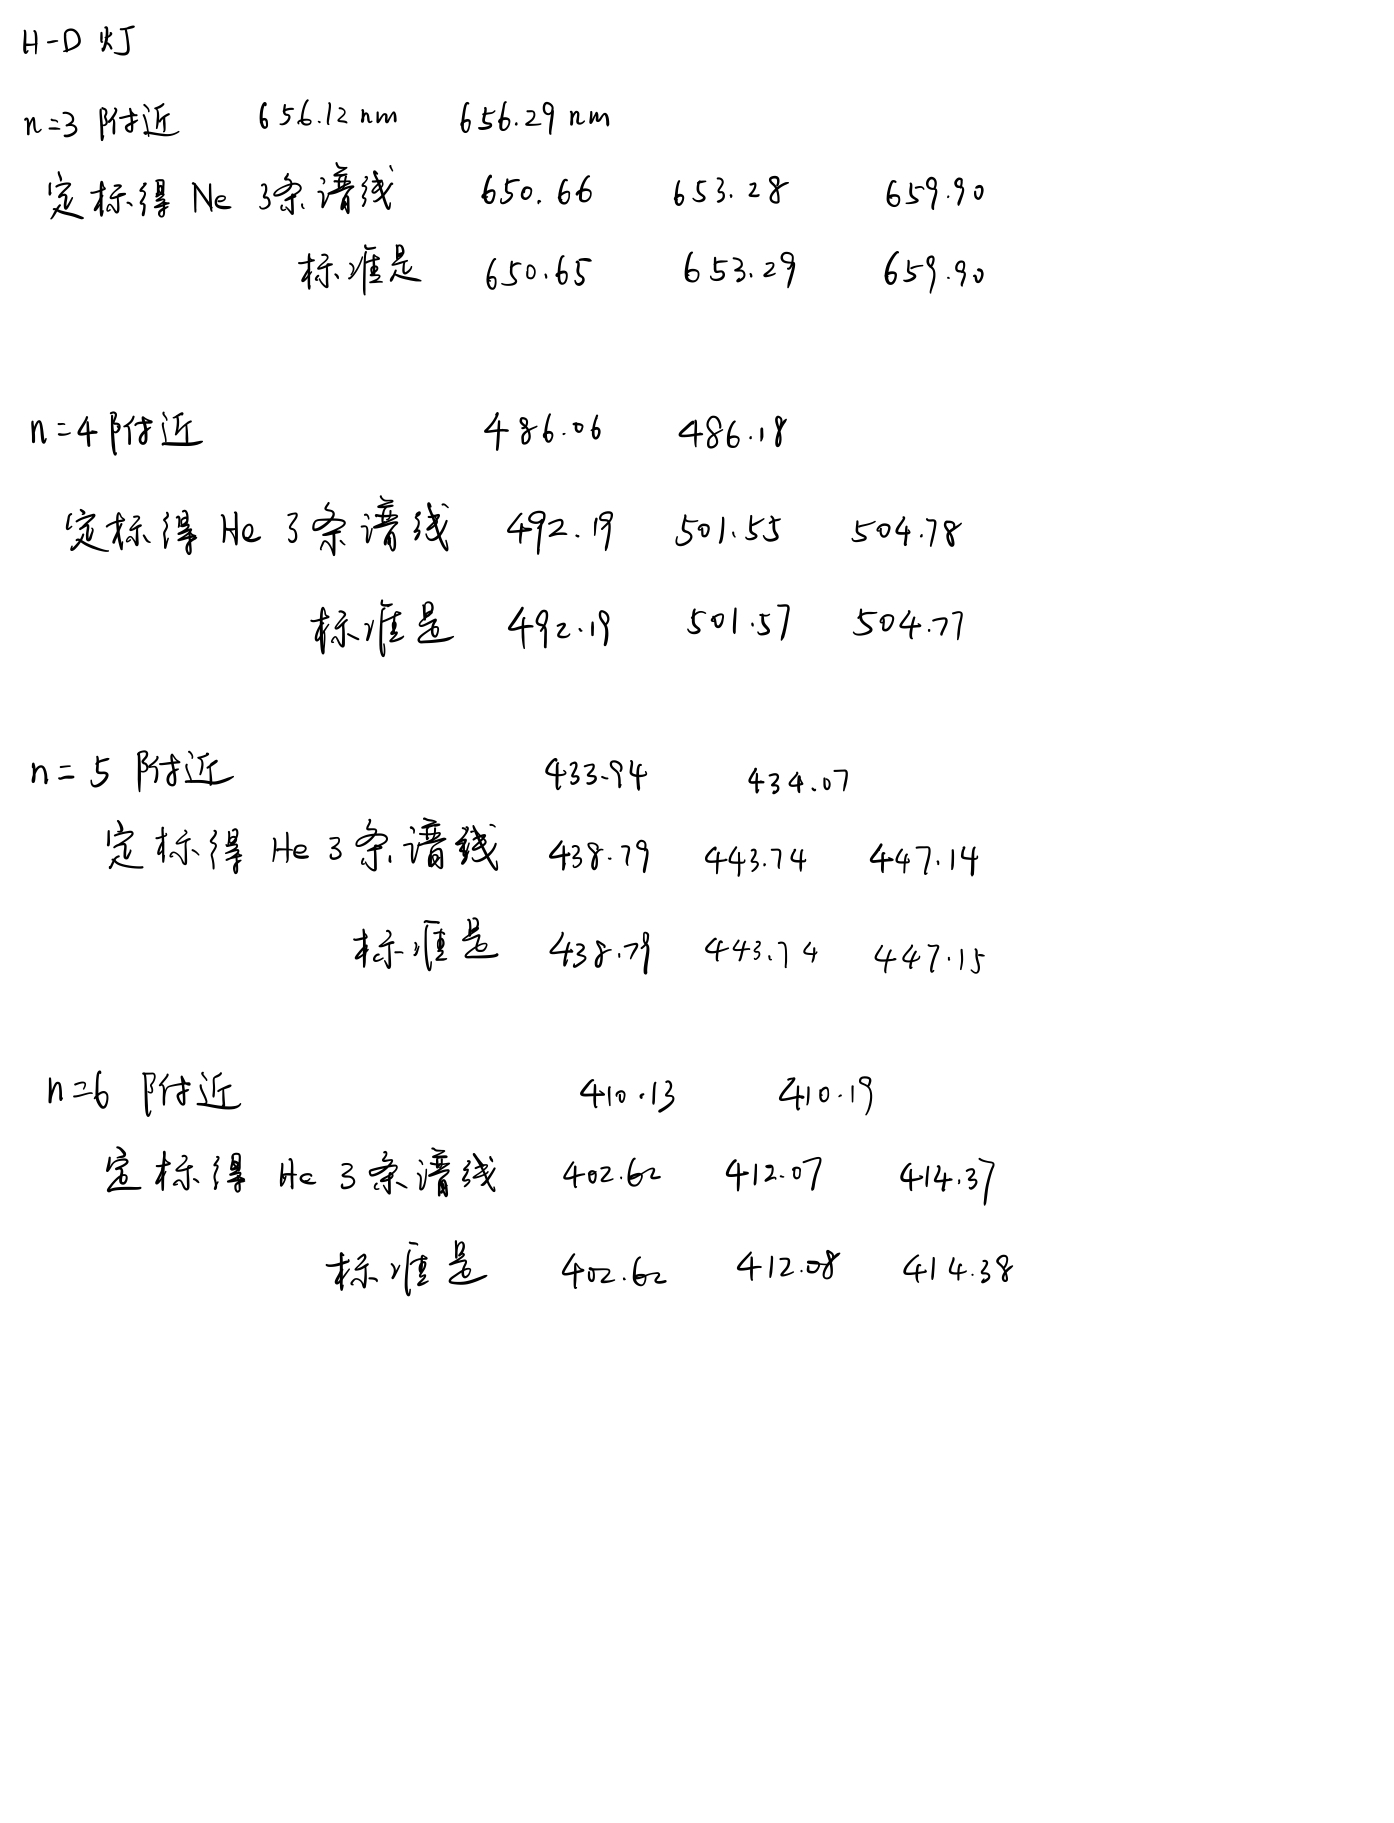 H-D 灯
n=3 附近 656.12 nm 656.29 nm
定标得 Ne 3条谱线 650.66 653.28 659.90
标准是 650.65 653.29 659.90
n=4 附近 486.06 486.18
定标得 He 3条谱线 492.19 501.55 504.78
标准是 492.19 501.57 504.77
n=5 附近 433.94 434.07
定标得 He 3条谱线 438.79 443.74 447.14
标准是 438.79 443.74 447.15
n=6 附近 410.13 410.19
定标得 He 3条谱线 402.62 412.07 414.37
标准是 402.62 412.08 414.38